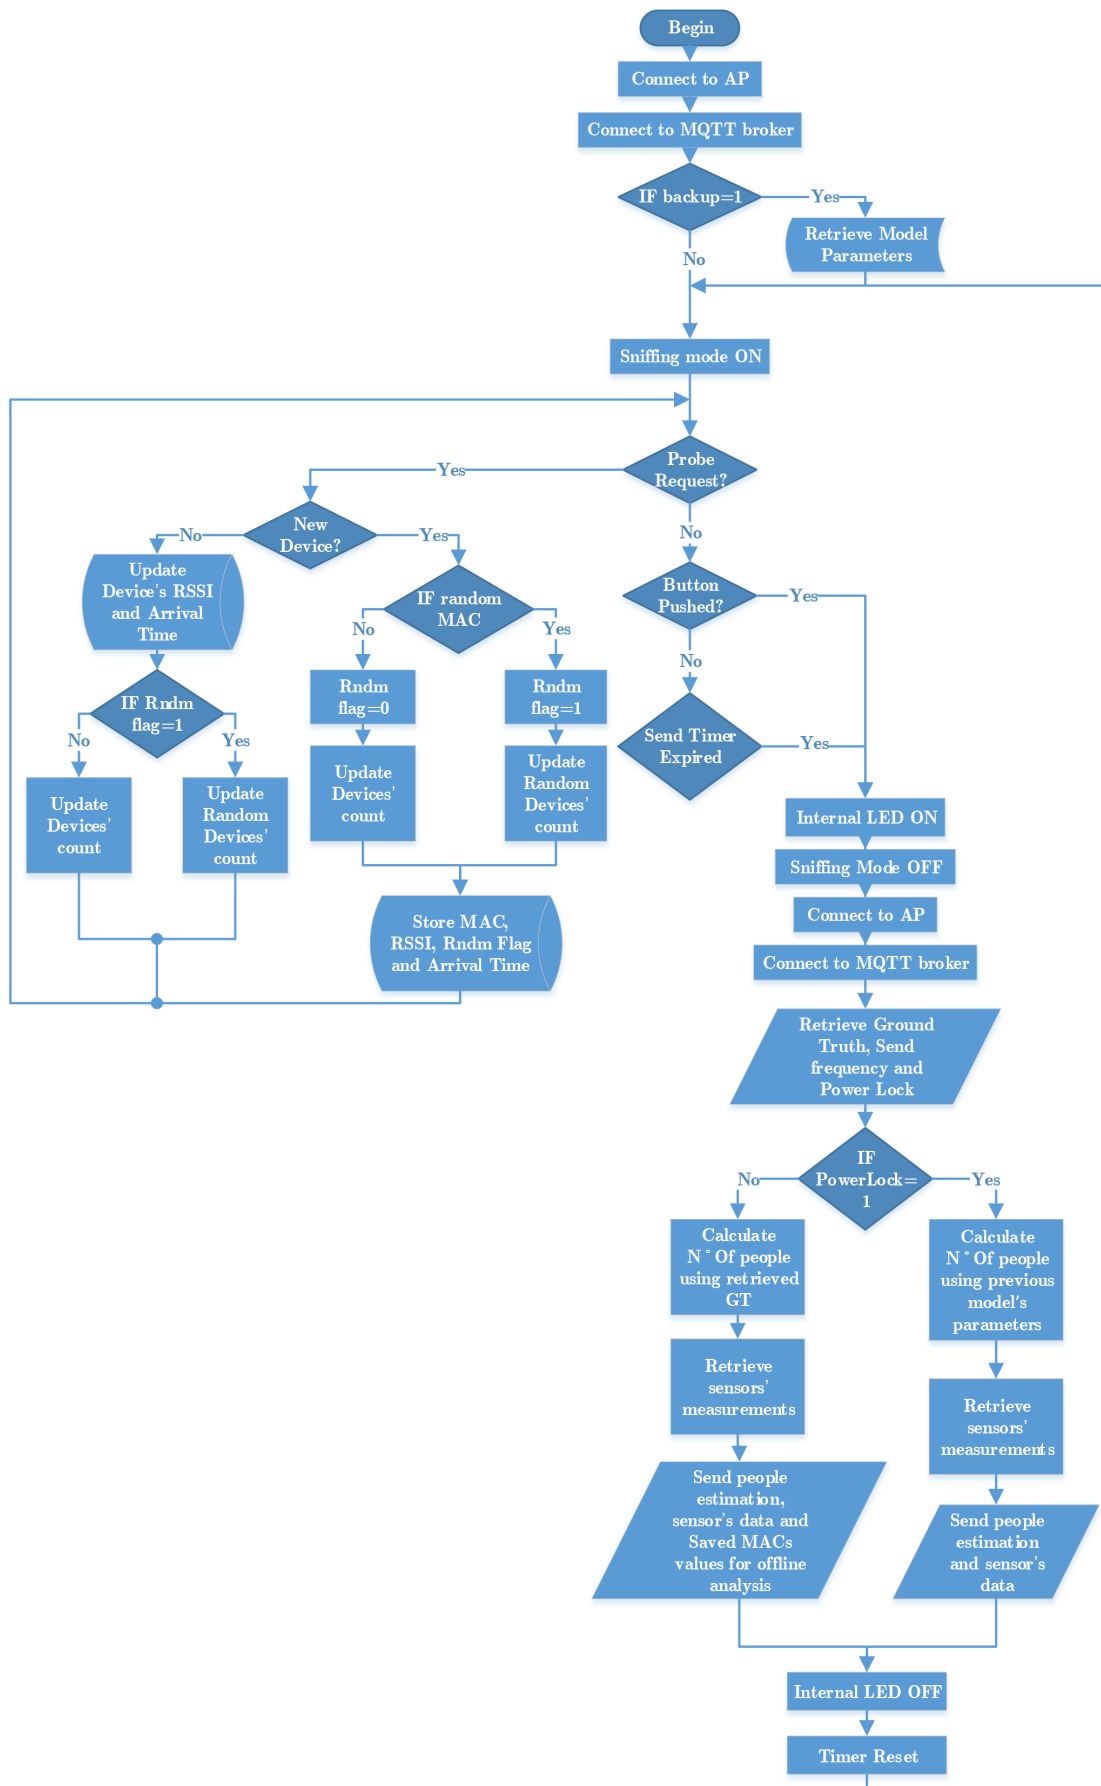 Begin
Connect to AP
Connect to MQTT broker
IF backup=1
Yes
Retrieve Model
Parameters
No
Sniffing mode ON
Probe
Request?
Yes
No
New
Device?
No
Yes
Update
Device's RSSI
and Arrival
Time
IF random
MAC
No
Yes
Button
Pushed?
Yes
No
Rndm
flag=0
Rndm
flag=1
IF Rndm
flag=1
No
Yes
Send Timer
Expired
Yes
Update
Devices'
count
Update
Random
Devices'
count
Update
Devices'
count
Update
Random
Devices'
count
Internal LED ON
Sniffing Mode OFF
Store MAC,
RSSI, Rndm Flag
and Arrival Time
Connect to AP
Connect to MQTT broker
Retrieve Ground
Truth, Send
frequency and
Power Lock
IF
PowerLock=
1
No
Yes
Calculate
N°Of people
using retrieved
GT
Calculate
N°Of people
using previous
model's
parameters
Retrieve
sensors'
measurements
Retrieve
sensors'
measurements
Send people
estimation,
sensor's data and
Saved MACs
values for offline
analysis
Send people
estimation
and sensor's
data
Internal LED OFF
Timer Reset